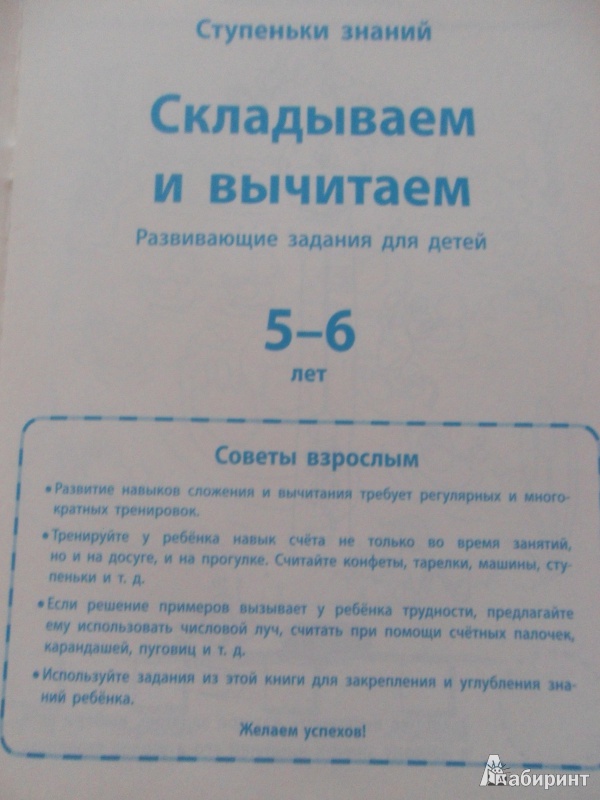 Ступеньки знаний
Складываем
и вычитаем
Развивающие задания для детей
5–6
лет
Советы взрослым
• Развитие навыков сложения и вычитания требует регулярных и много-
кратных тренировок.
• Тренируйте у ребёнка навык счёта не только во время занятий,
но и на досуге, и на прогулке. Считайте конфеты, тарелки, машины, сту-
пеньки и т. д.
• Если решение примеров вызывает у ребёнка трудности, предлагайте
ему использовать числовой луч, считать при помощи счётных палочек,
карандашей, пуговиц и т. д.
• Используйте задания из этой книги для закрепления и углубления зна-
ний ребёнка.
Желаем успехов!
Лабиринт